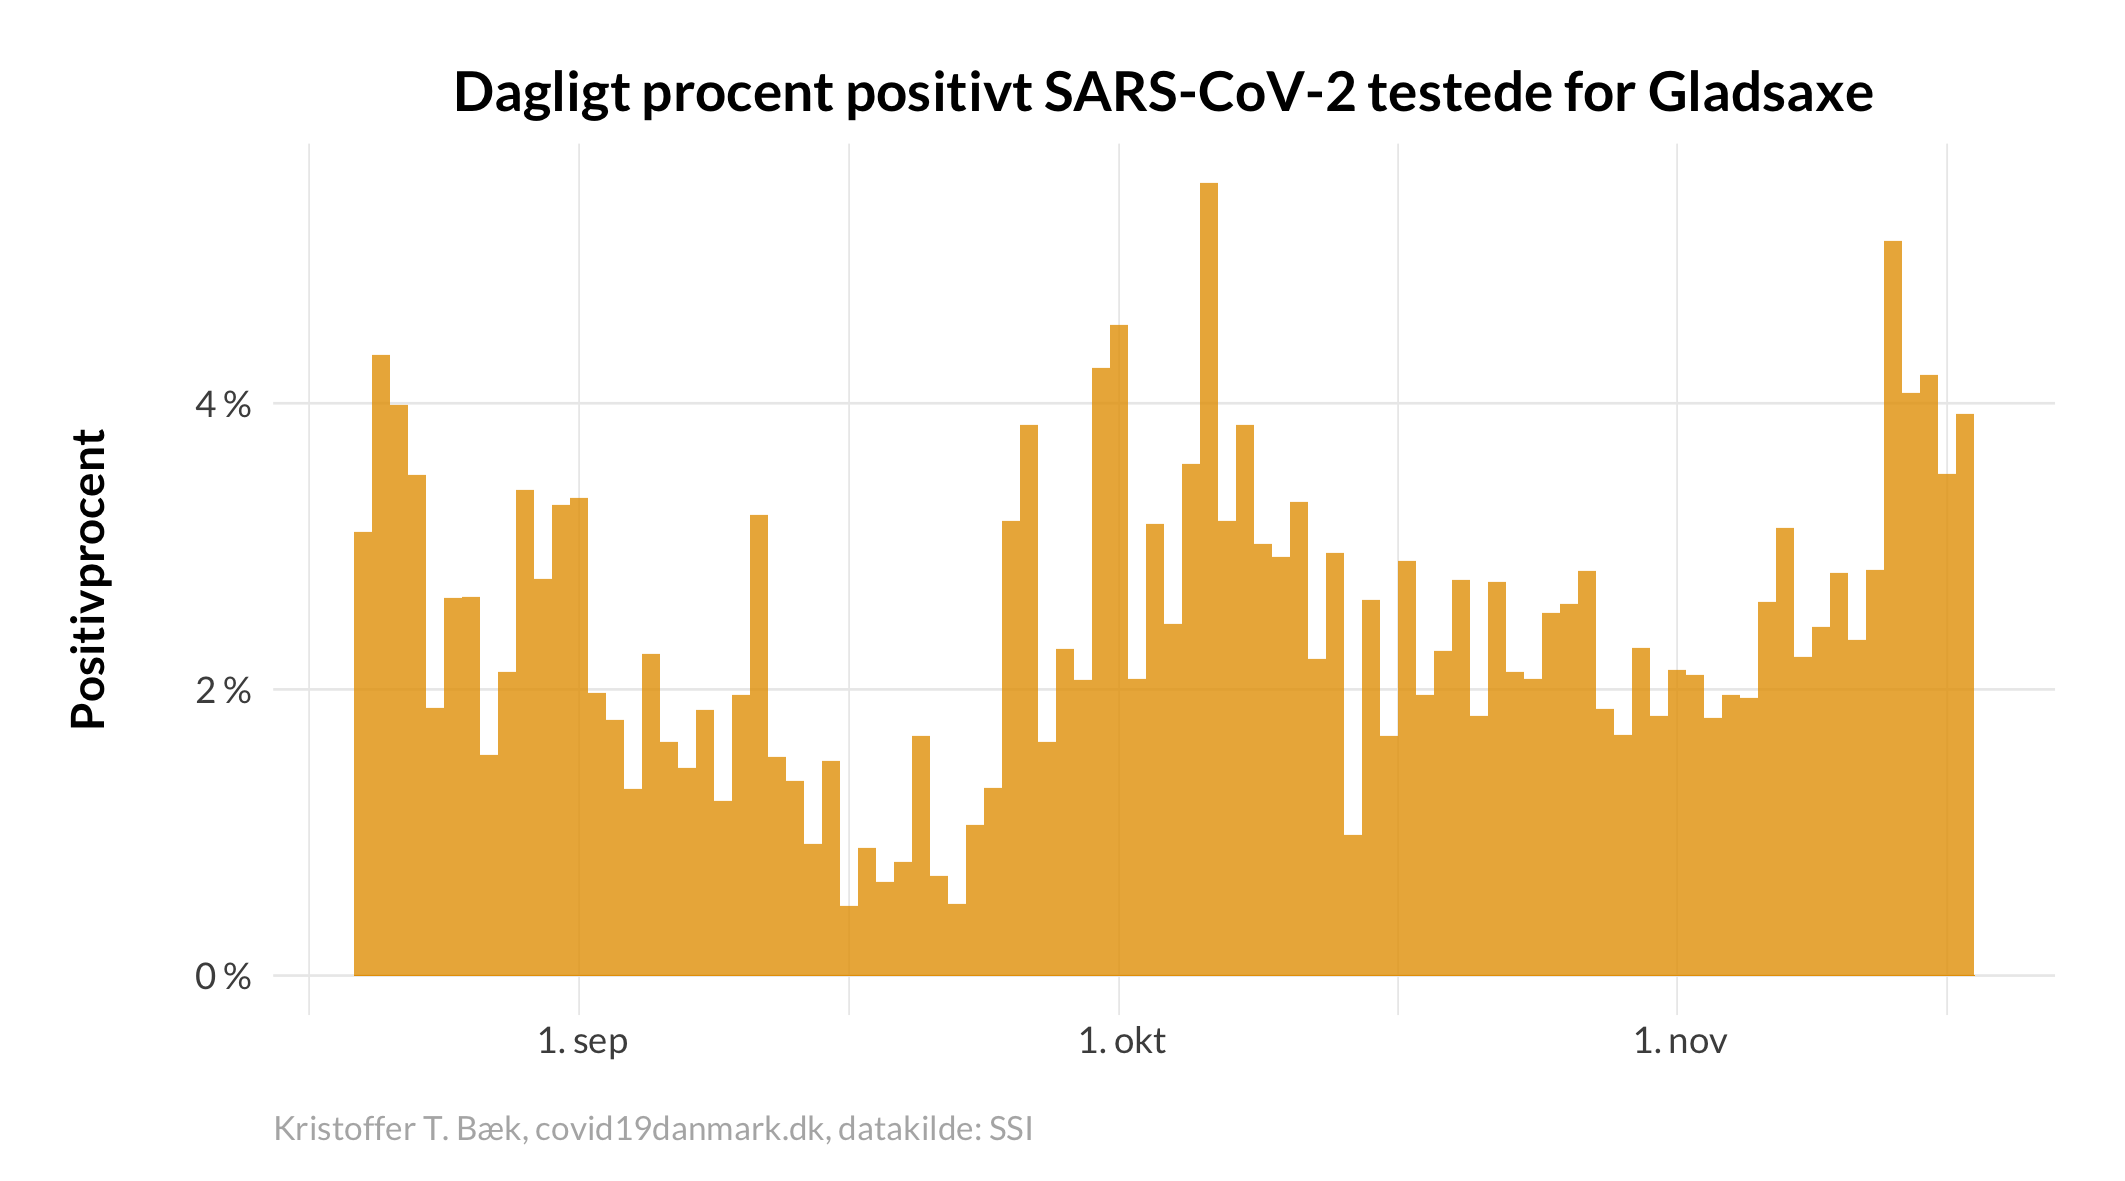 Dagligt procent positivt SARS-CoV-2 testede for Gladsaxe
Positivprocent
4 %
2 %
0 %
1. sep
1. okt
1. nov
Kristoffer T. Bæk, covid19danmark.dk, datakilde: SSI